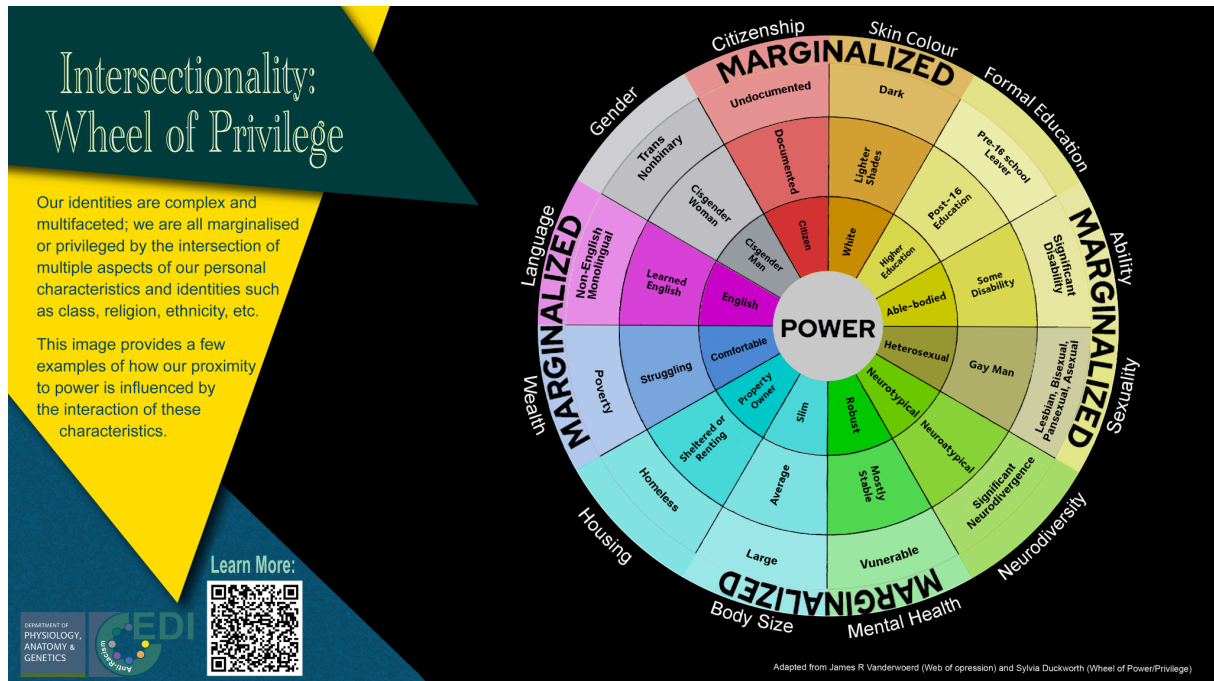 Intersectionality:
Wheel of Privilege
Our identities are complex and
multifaceted; we are all marginalised
or privileged by the intersection of
multiple aspects of our personal
characteristics and identities such
as class, religion, ethnicity, etc.
This image provides a few
examples of how our proximity
to power is influenced by
the interaction of these
characteristics.
Learn More:
DEPARTMENT OF
PHYSIOLOGY,
ANATOMY &
GENETICS
EDI
Anti-Racism
Citizenship
Skin Colour
Formal Education
Ability
Sexuality
Neurodiversity
Mental Health
Body Size
Housing
Wealth
Language
Gender
MARGINALIZED
MARGINALIZED
MARGINALIZED
MARGINALIZED
Undocumented
Documented
Citizen
Dark
Lighter
Shades
White
Pre-16 school
Leaver
Post-16
Education
Higher
Education
Significant
Disability
Some
Disability
Able-bodied
Lesbian, Bisexual,
Pansexual, Asexual
Gay Man
Heterosexual
Significant
Neurodivergence
Neuroatypical
Neurotypical
Vunerable
Mostly
Stable
Robust
Large
Average
Slim
Homeless
Sheltered or
Renting
Property
Owner
Poverty
Struggling
Comfortable
Non-English
Monolingual
Learned
English
English
Trans
Nonbinary
Cisgender
Woman
Cisgender
Man
POWER
Adapted from James R Vanderwoerd (Web of opression) and Sylvia Duckworth (Wheel of Power/Privilege)